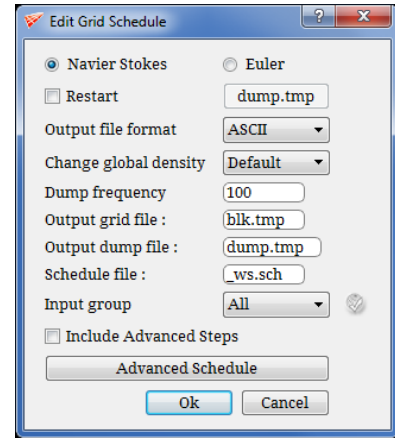 Edit Grid Schedule
? X
Navier Stokes Euler
Restart dump.tmp
Output file format ASCII
Change global density Default
Dump frequency 100
Output grid file : blk.tmp
Output dump file : dump.tmp
Schedule file : _ws.sch
Input group All
Include Advanced Steps
Advanced Schedule
Ok Cancel